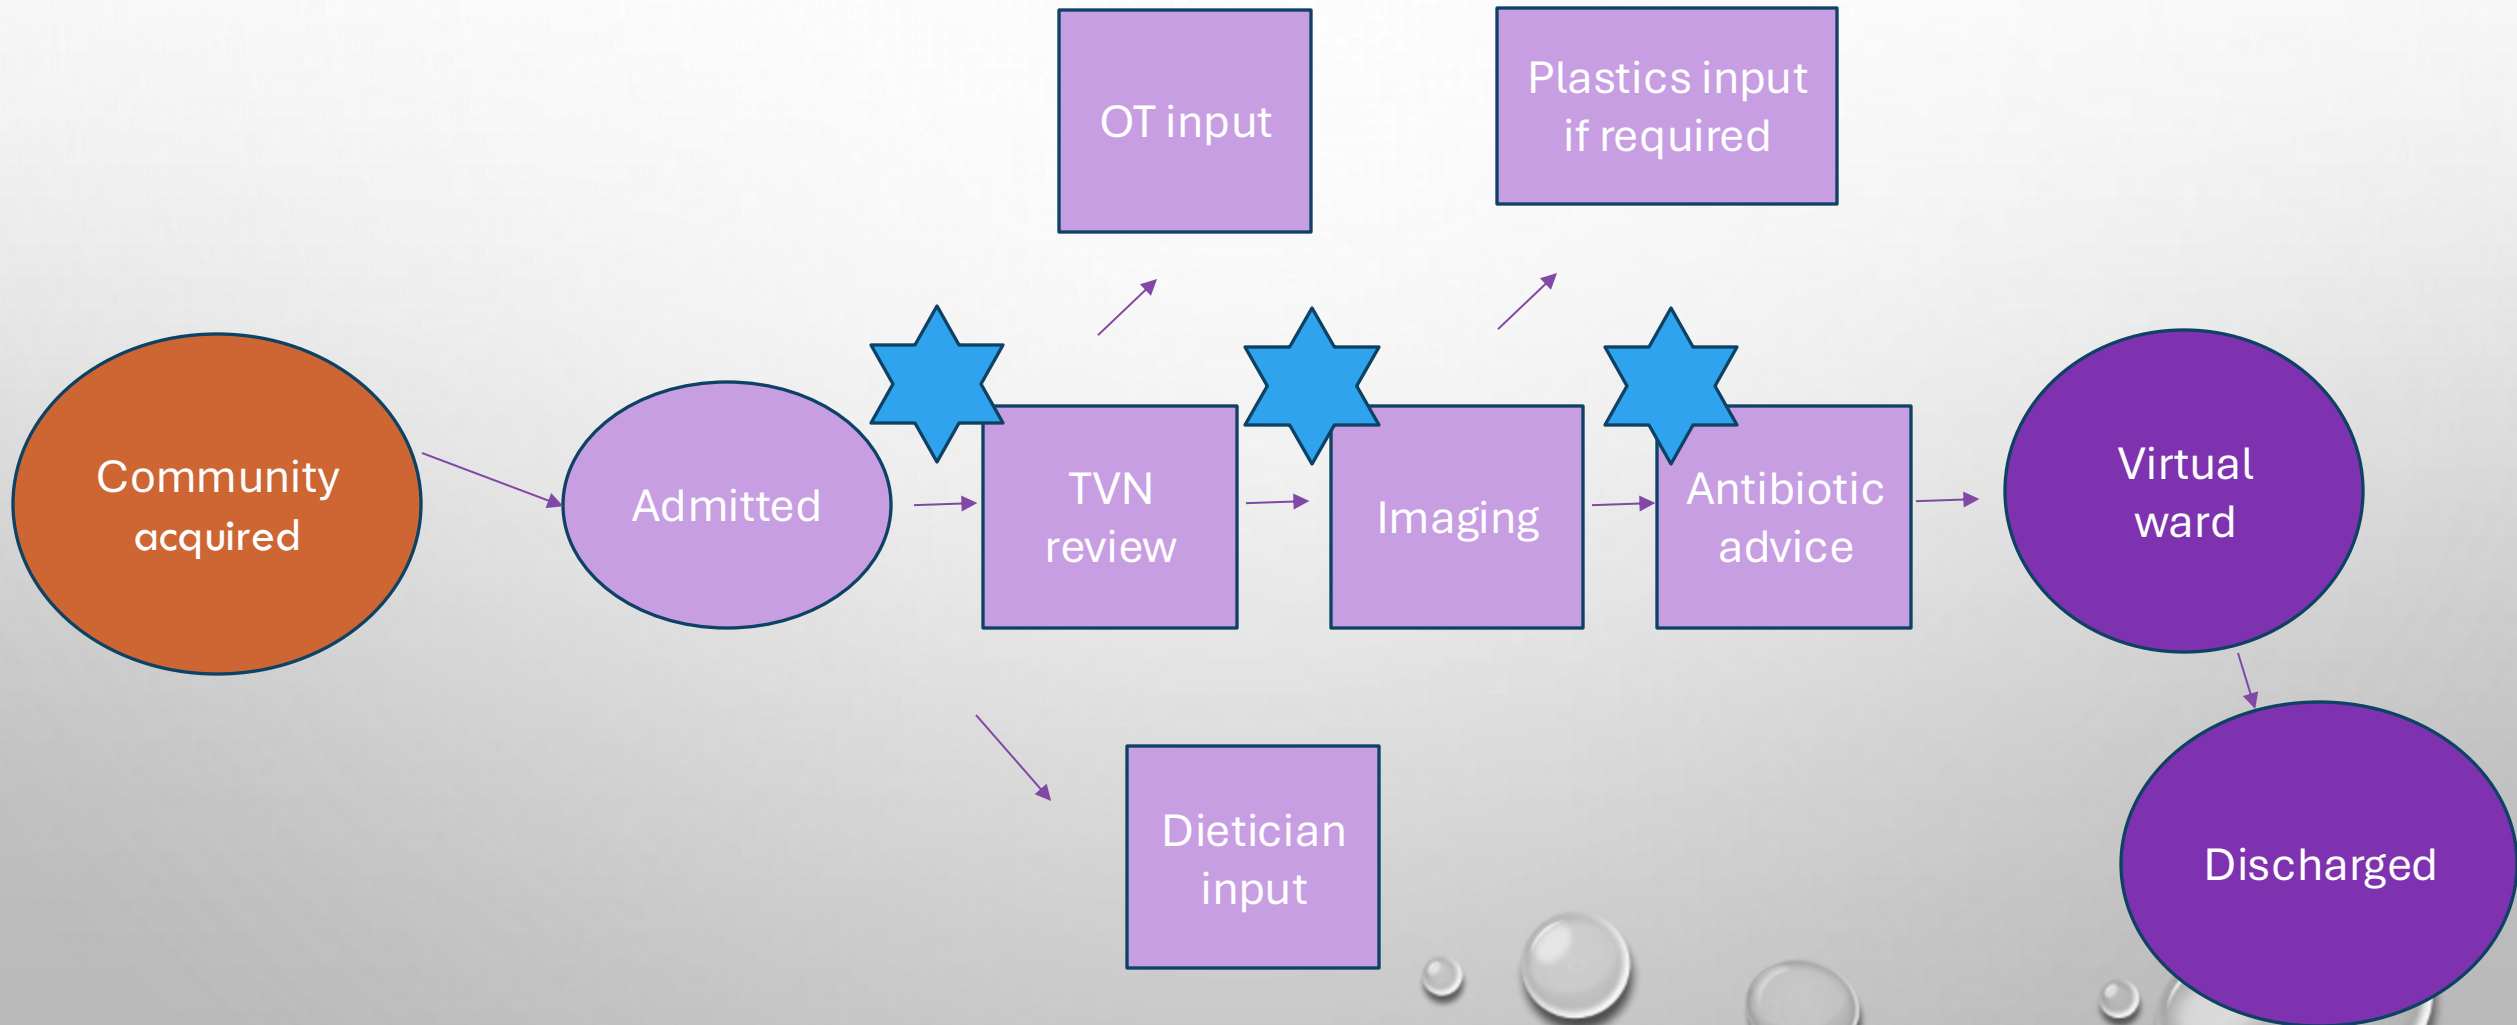 OT input
Plastics input
if required
Community
acquired
Admitted
TVN
review
Imaging
Antibiotic
advice
Virtual
ward
Dietician
input
Discharged